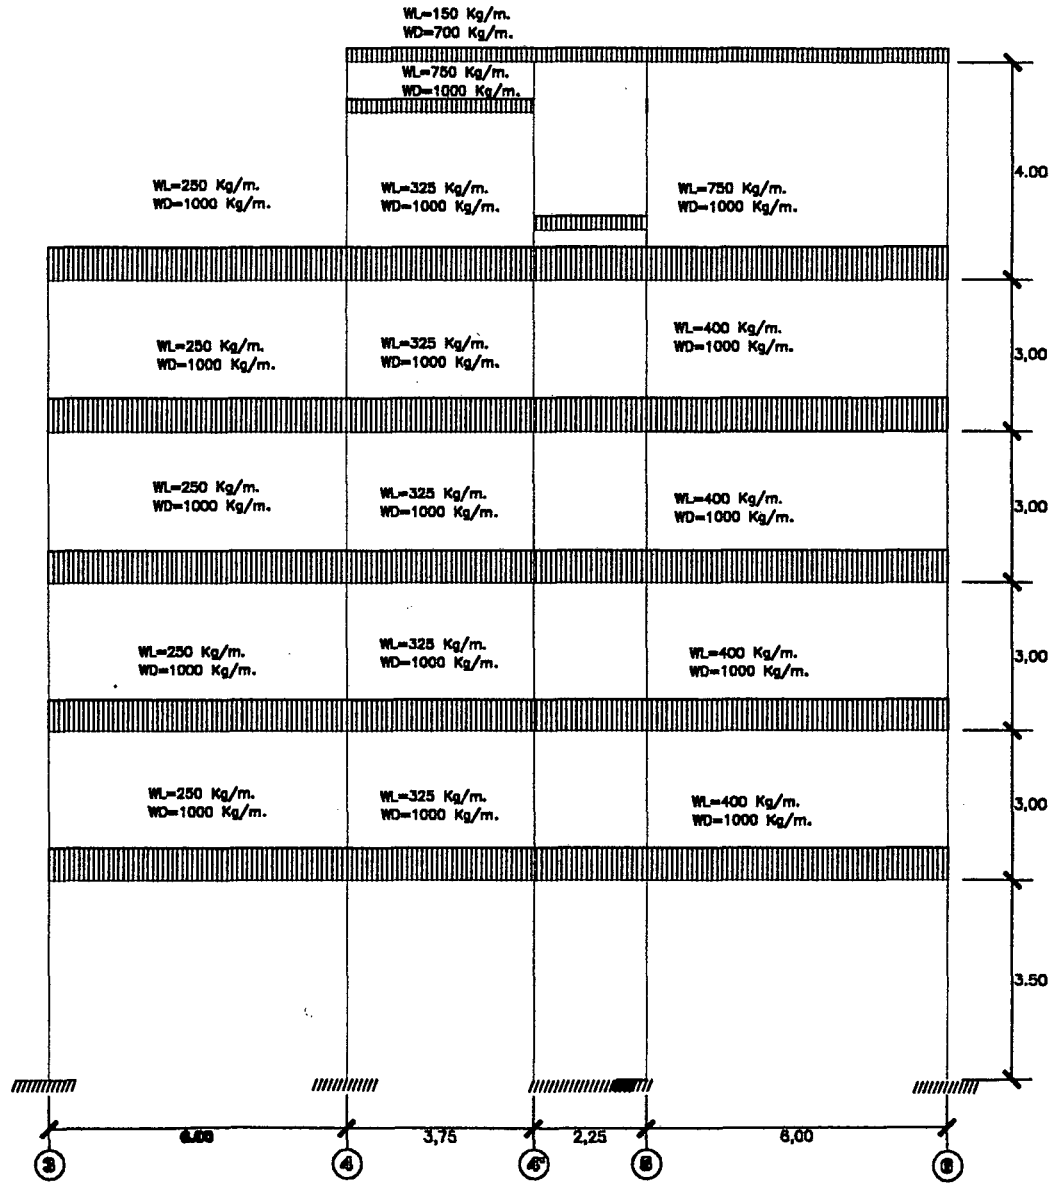 WL=150 Kg/m.
WD=700 Kg/m.
WL=750 Kg/m.
WD=1000 Kg/m.
4.00
WL=250 Kg/m.
WD=1000 Kg/m.
WL=325 Kg/m.
WD=1000 Kg/m.
WL=750 Kg/m.
WD=1000 Kg/m.
WL=250 Kg/m.
WD=1000 Kg/m.
WL=325 Kg/m.
WD=1000 Kg/m.
WL=400 Kg/m.
WD=1000 Kg/m.
3,00
WL=250 Kg/m.
WD=1000 Kg/m.
WL=325 Kg/m.
WD=1000 Kg/m.
WL=400 Kg/m.
WD=1000 Kg/m.
3,00
WL=250 Kg/m.
WD=1000 Kg/m.
WL=325 Kg/m.
WD=1000 Kg/m.
WL=400 Kg/m.
WD=1000 Kg/m.
3,00
WL=250 Kg/m.
WD=1000 Kg/m.
WL=325 Kg/m.
WD=1000 Kg/m.
WL=400 Kg/m.
WD=1000 Kg/m.
3,00
3.50
6.00
3,75
2,25
6,00
3
4
4'
5
6